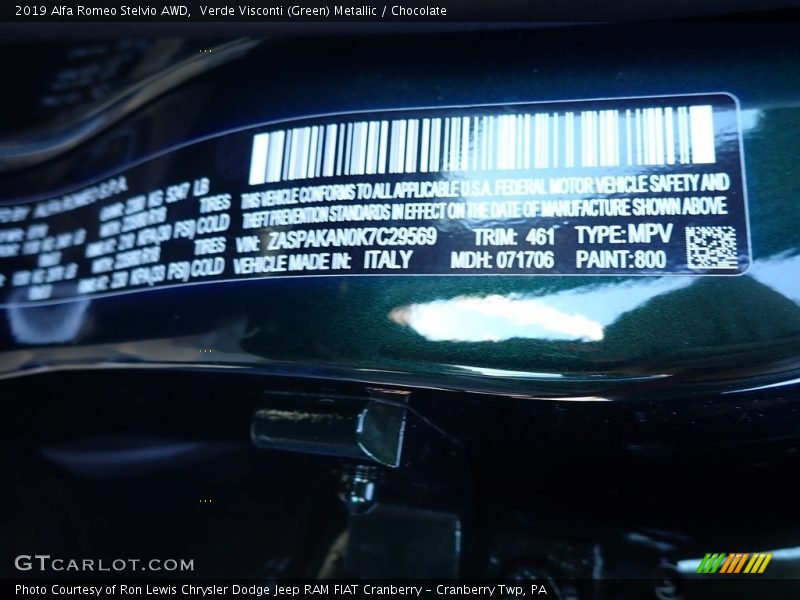 2019 Alfa Romeo Stelvio AWD,  Verde Visconti (Green) Metallic / Chocolate
THIS VEHICLE CONFORMS TO ALL APPLICABLE U.S.A. FEDERAL MOTOR VEHICLE SAFETY AND
THEFT PREVENTION STANDARDS IN EFFECT ON THE DATE OF MANUFACTURE SHOWN ABOVE
TIRES
COLD
VIN: ZASPAKAN0K7C29569 TRIM: 461 TYPE: MPV
TIRES
COLD
VEHICLE MADE IN: ITALY MDH: 071706 PAINT: 800
GTCARLOT.COM
Photo Courtesy of Ron Lewis Chrysler Dodge Jeep RAM FIAT Cranberry – Cranberry Twp, PA